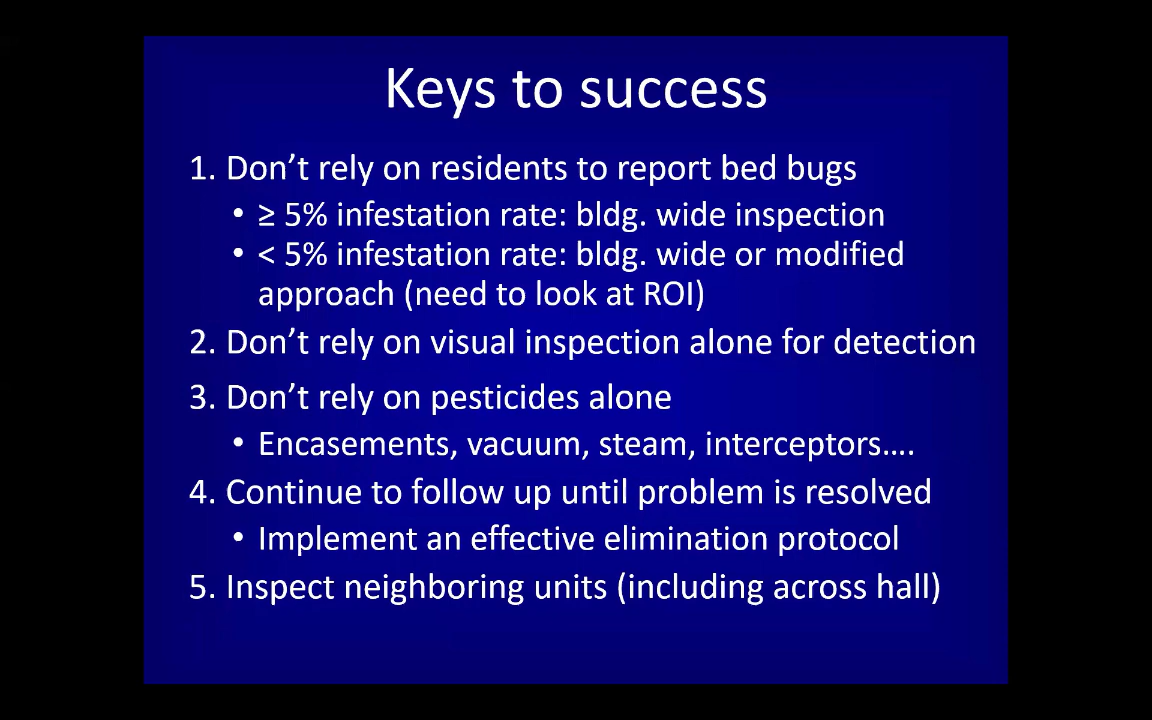 Keys to success
1. Don’t rely on residents to report bed bugs
• ≥ 5% infestation rate: bldg. wide inspection
• < 5% infestation rate: bldg. wide or modified
approach (need to look at ROI)
2. Don’t rely on visual inspection alone for detection
3. Don’t rely on pesticides alone
• Encasements, vacuum, steam, interceptors….
4. Continue to follow up until problem is resolved
• Implement an effective elimination protocol
5. Inspect neighboring units (including across hall)